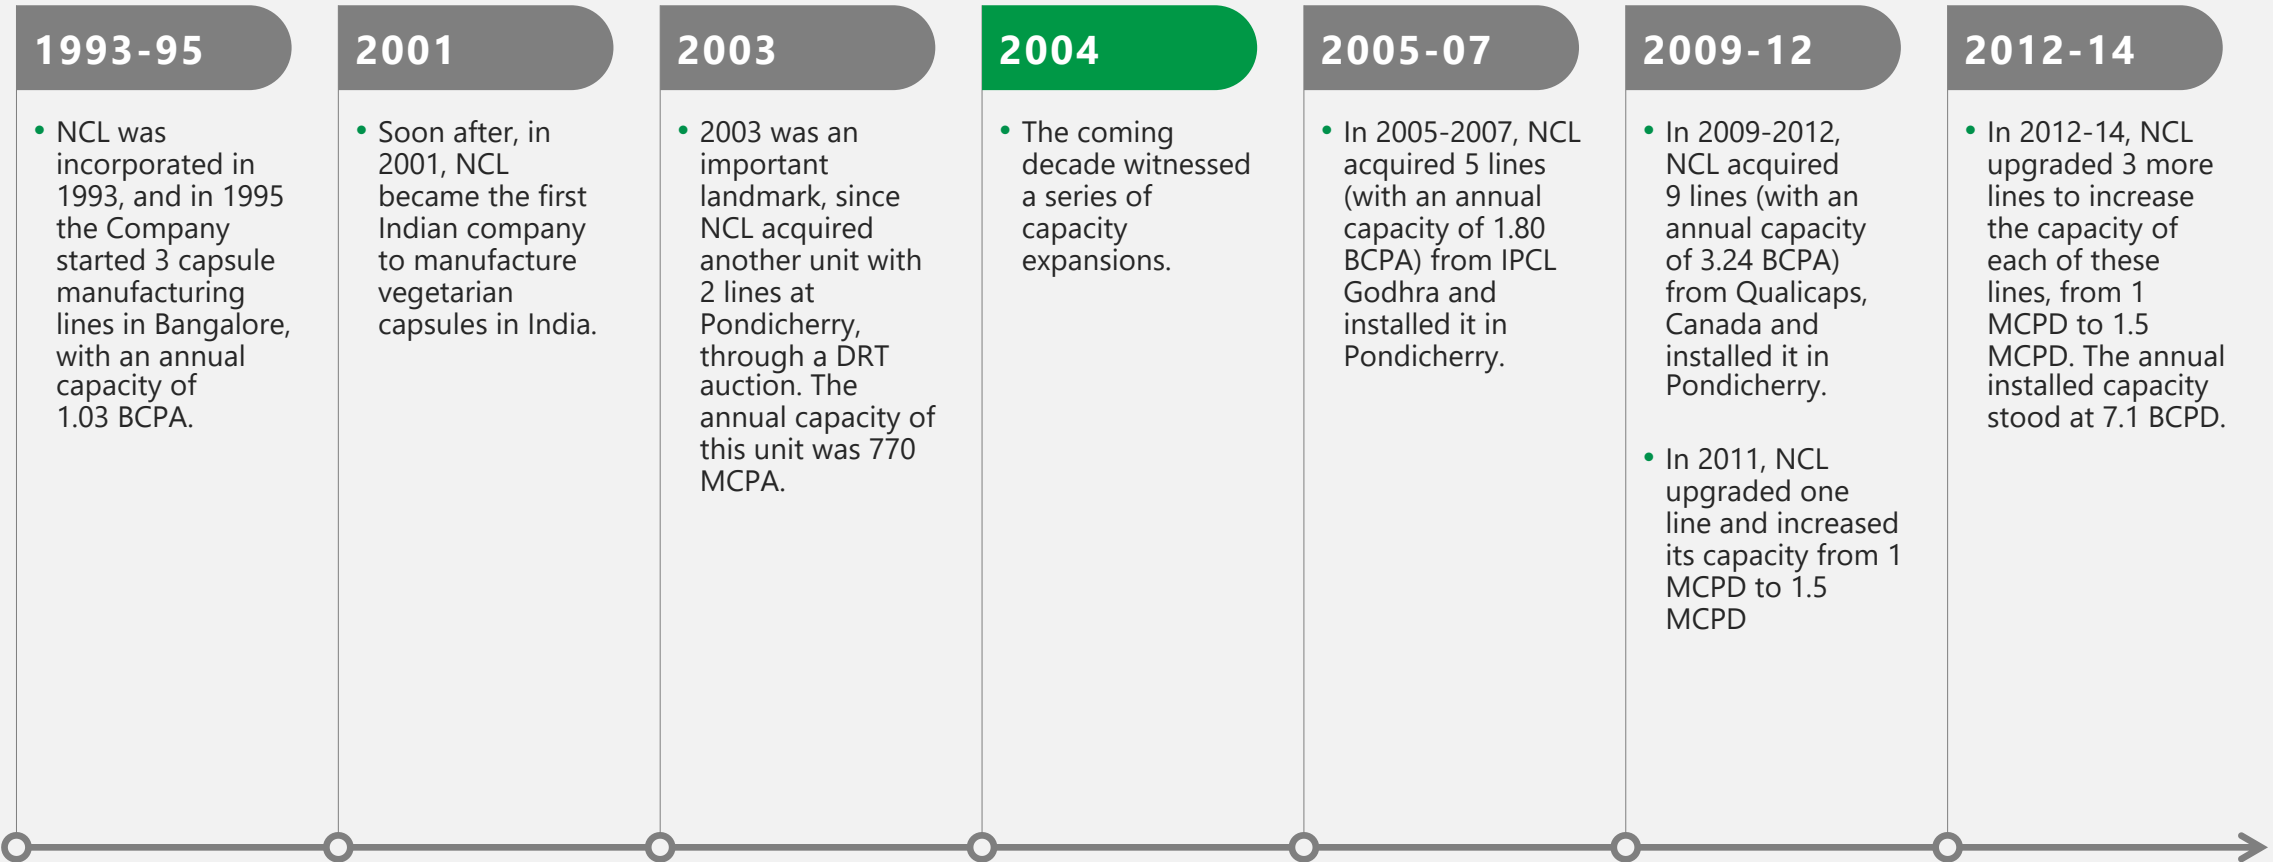 1993-95
• NCL was
incorporated in
1993, and in 1995
the Company
started 3 capsule
manufacturing
lines in Bangalore,
with an annual
capacity of
1.03 BCPA.
2001
• Soon after, in
2001, NCL
became the first
Indian company
to manufacture
vegetarian
capsules in India.
2003
• 2003 was an
important
landmark, since
NCL acquired
another unit with
2 lines at
Pondicherry,
through a DRT
auction. The
annual capacity of
this unit was 770
MCPA.
2004
• The coming
decade witnessed
a series of
capacity
expansions.
2005-07
• In 2005-2007, NCL
acquired 5 lines
(with an annual
capacity of 1.80
BCPA) from IPCL
Godhra and
installed it in
Pondicherry.
2009-12
• In 2009-2012,
NCL acquired
9 lines (with an
annual capacity
of 3.24 BCPA)
from Qualicaps,
Canada and
installed it in
Pondicherry.
• In 2011, NCL
upgraded one
line and increased
its capacity from 1
MCPD to 1.5
MCPD
2012-14
• In 2012-14, NCL
upgraded 3 more
lines to increase
the capacity of
each of these
lines, from 1
MCPD to 1.5
MCPD. The annual
installed capacity
stood at 7.1 BCPD.